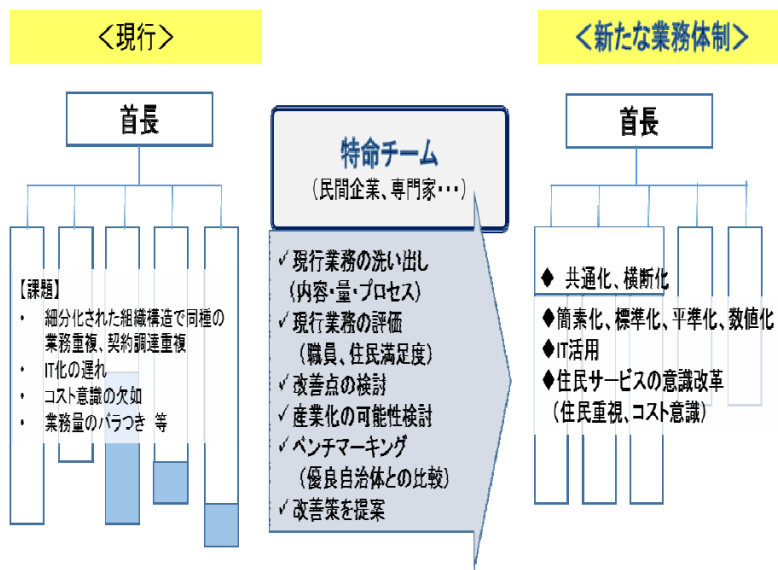 ＜現行＞
首長
【課題】
・ 細分化された組織構造で同種の
業務重複、契約調達重複
・ IT化の遅れ
・ コスト意識の欠如
・ 業務量のバラつき 等
特命チーム
（民間企業、専門家・・・）
✓現行業務の洗い出し
（内容・量・プロセス）
✓現行業務の評価
（職員、住民満足度）
✓改善点の検討
✓産業化の可能性検討
✓ベンチマーキング
（優良自治体との比較）
✓改善策を提案
＜新たな業務体制＞
首長
◆ 共通化、横断化
◆簡素化、標準化、平準化、数値化
◆IT活用
◆住民サービスの意識改革
（住民重視、コスト意識）